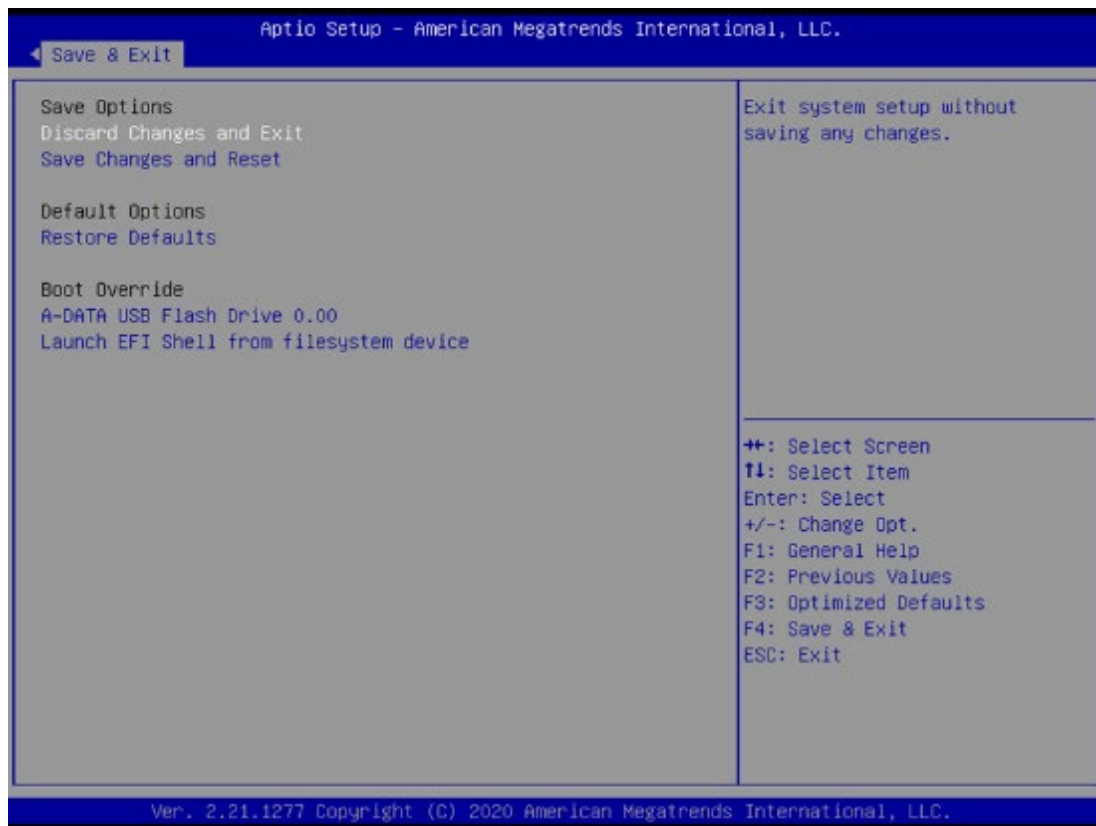 Aptio Setup - American Megatrends International, LLC.
Save & Exit
Save Options
Discard Changes and Exit
Save Changes and Reset
Default Options
Restore Defaults
Boot Override
A-DATA USB Flash Drive 0.00
Launch EFI Shell from filesystem device
Exit system setup without
saving any changes.
→←: Select Screen
↑↓: Select Item
Enter: Select
+/-: Change Opt.
F1: General Help
F2: Previous Values
F3: Optimized Defaults
F4: Save & Exit
ESC: Exit
Ver. 2.21.1277 Copyright (C) 2020 American Megatrends International, LLC.